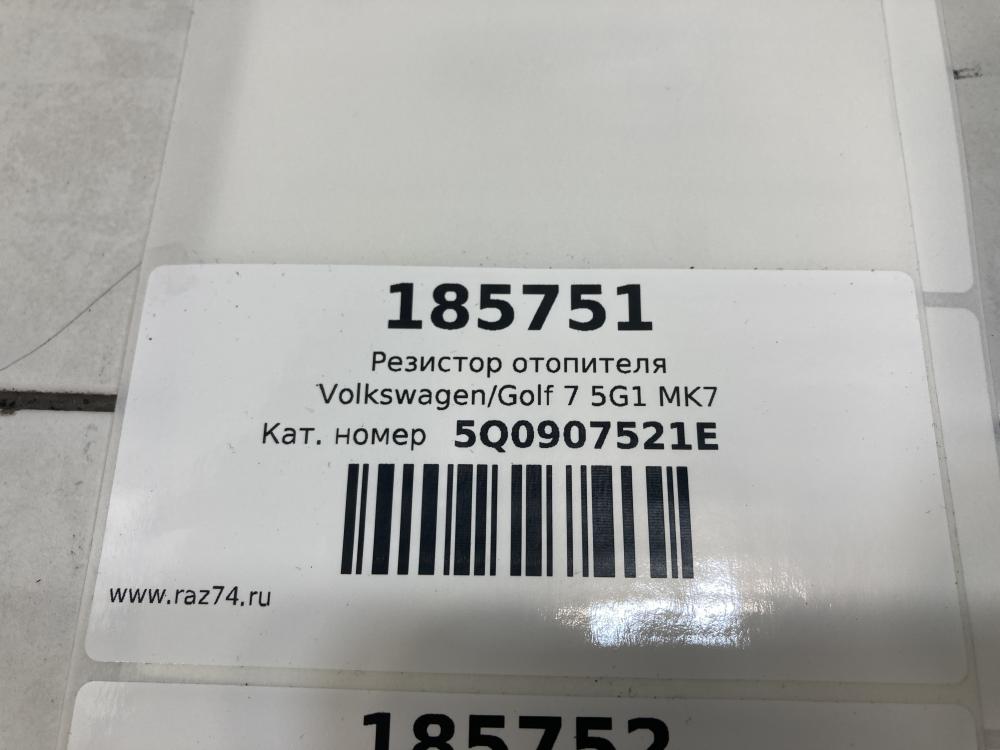 185751
Резистор отопителя
Volkswagen/Golf 7 5G1 MK7
Кат. номер 5Q0907521E
www.raz74.ru
185752